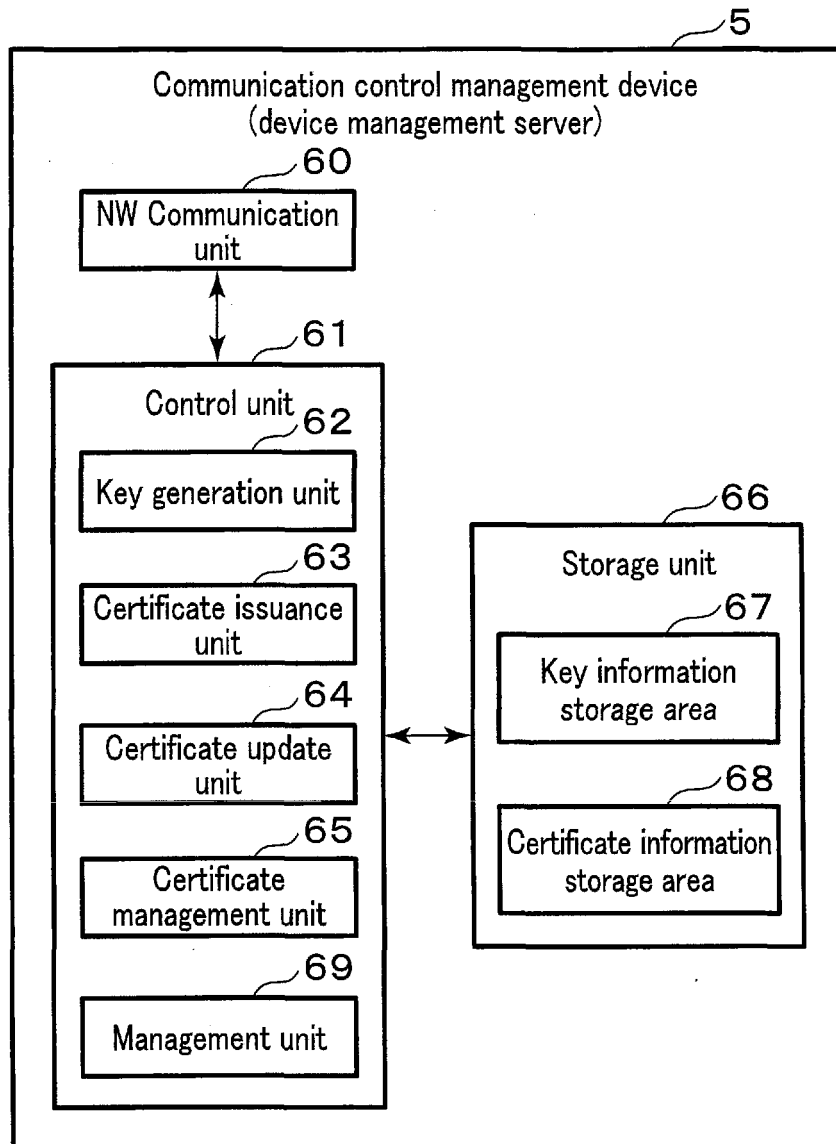 5
Communication control management device
(device management server)
60
NW Communication
unit
61
Control unit
62
Key generation unit
63
Certificate issuance
unit
64
Certificate update
unit
65
Certificate
management unit
69
Management unit
66
Storage unit
67
Key information
storage area
68
Certificate information
storage area